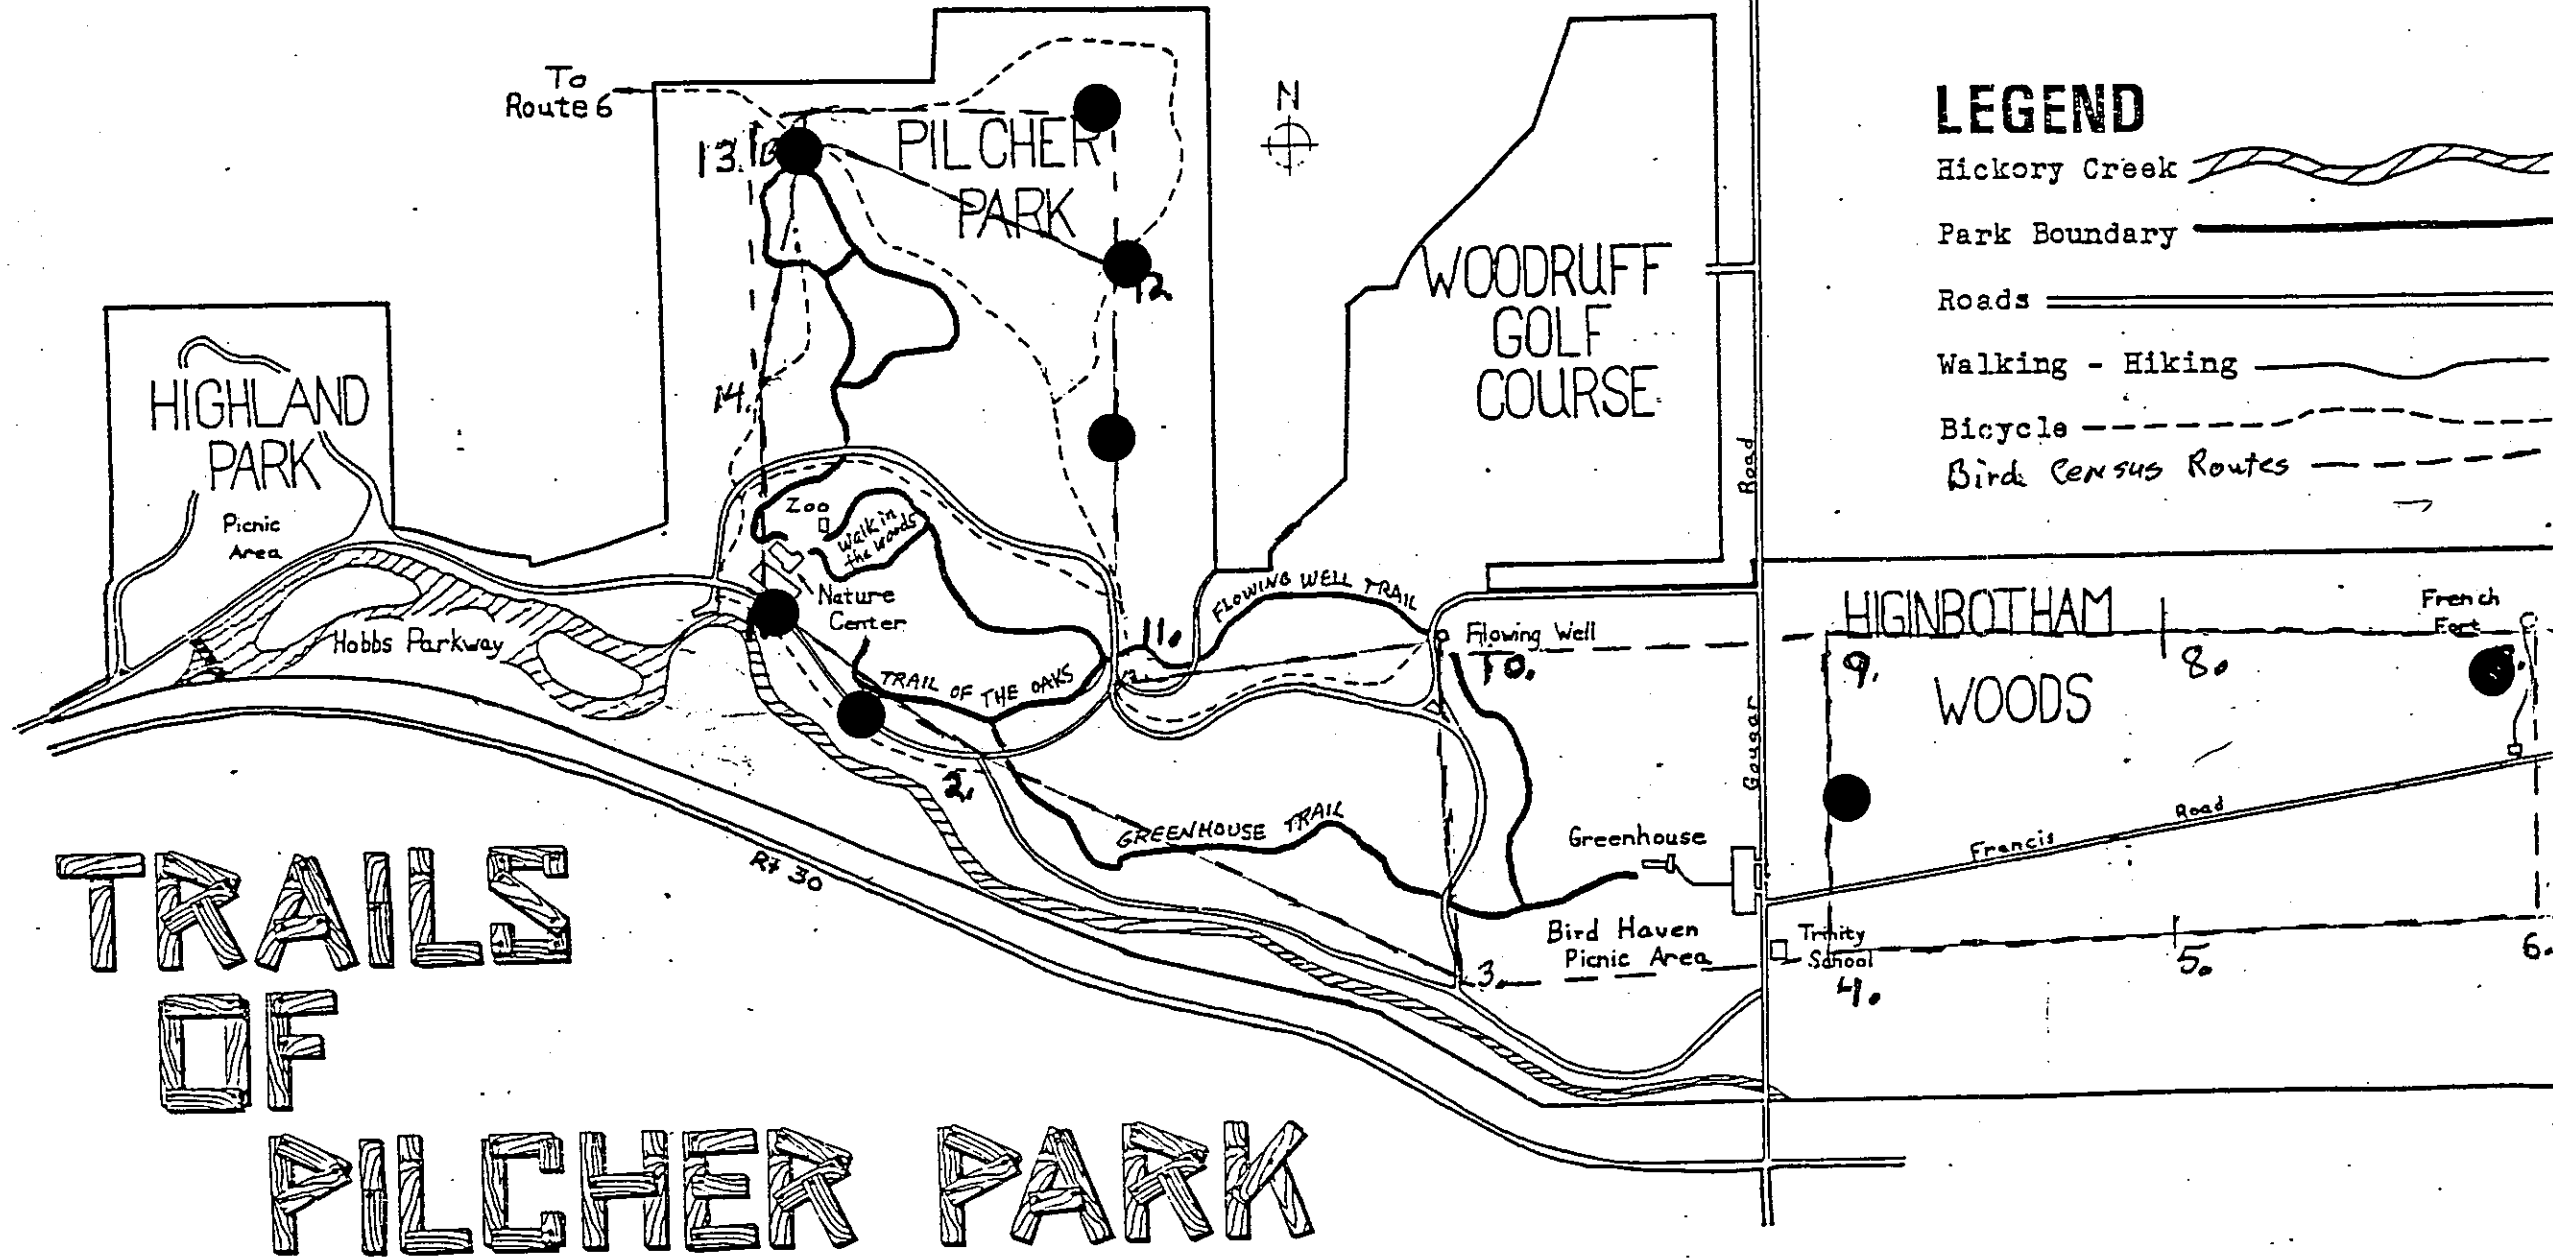 To
Route 6
N
LEGEND
Hickory Creek
Park Boundary
Roads
Walking - Hiking
Bicycle
Bird Census Routes
13.
PILCHER
PARK
12.
WOODRUFF
GOLF
COURSE
HIGHLAND
PARK
Picnic
Area
14.
Road
Zoo
Walk in
the Woods
Nature
Center
Hobbs Parkway
TRAIL OF THE OAKS
11.
FLOWING WELL TRAIL
Flowing Well
10.
HIGINBOTHAM
WOODS
9.
8.
French
Fort
Gougar
2.
GREENHOUSE TRAIL
Greenhouse
Francis Road
Rt 30
Bird Haven
Picnic Area
3.
Trinity
School
4.
5.
6.
TRAILS
OF
PILCHER PARK